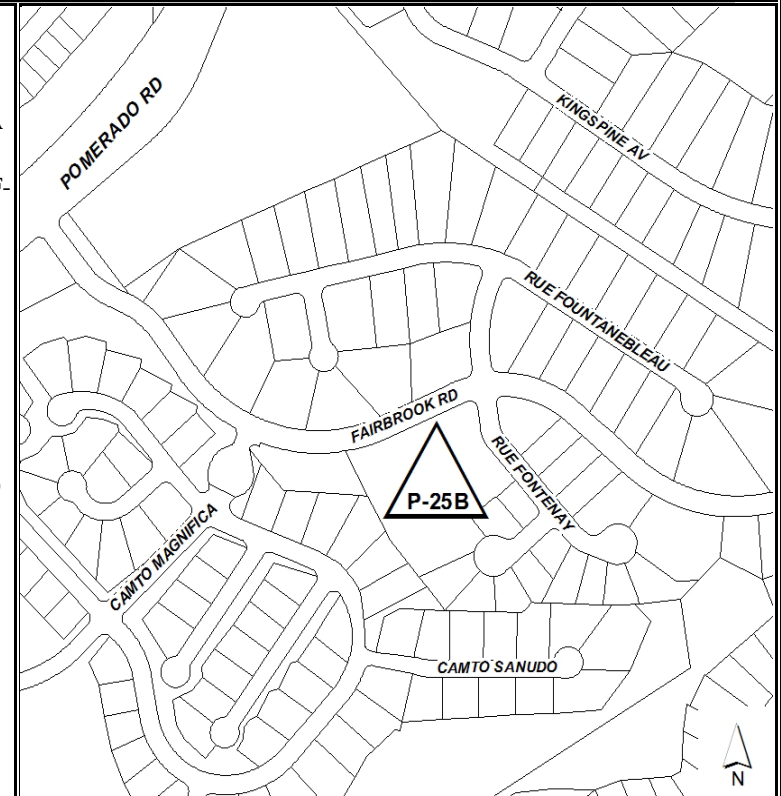 POMERADO RD
KINGSPINE AV
RUE FOUNTANEBLEAU
FAIRBROOK RD
P-25B
RUE FONTENAY
CAMTO MAGNIFICA
CAMTO SANUDO
N